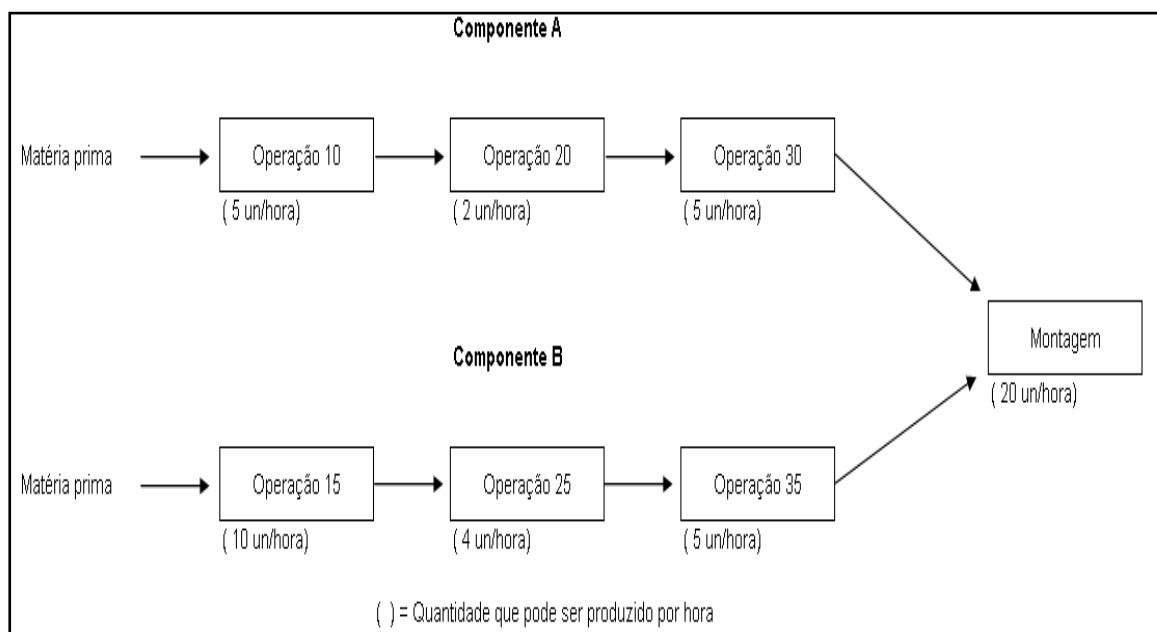 Componente A
Matéria prima
Operação 10
Operação 20
Operação 30
( 5 un/hora)
( 2 un/hora)
( 5 un/hora)
Montagem
( 20 un/hora)
Componente B
Matéria prima
Operação 15
Operação 25
Operação 35
( 10 un/hora)
( 4 un/hora)
( 5 un/hora)
( ) = Quantidade que pode ser produzido por hora